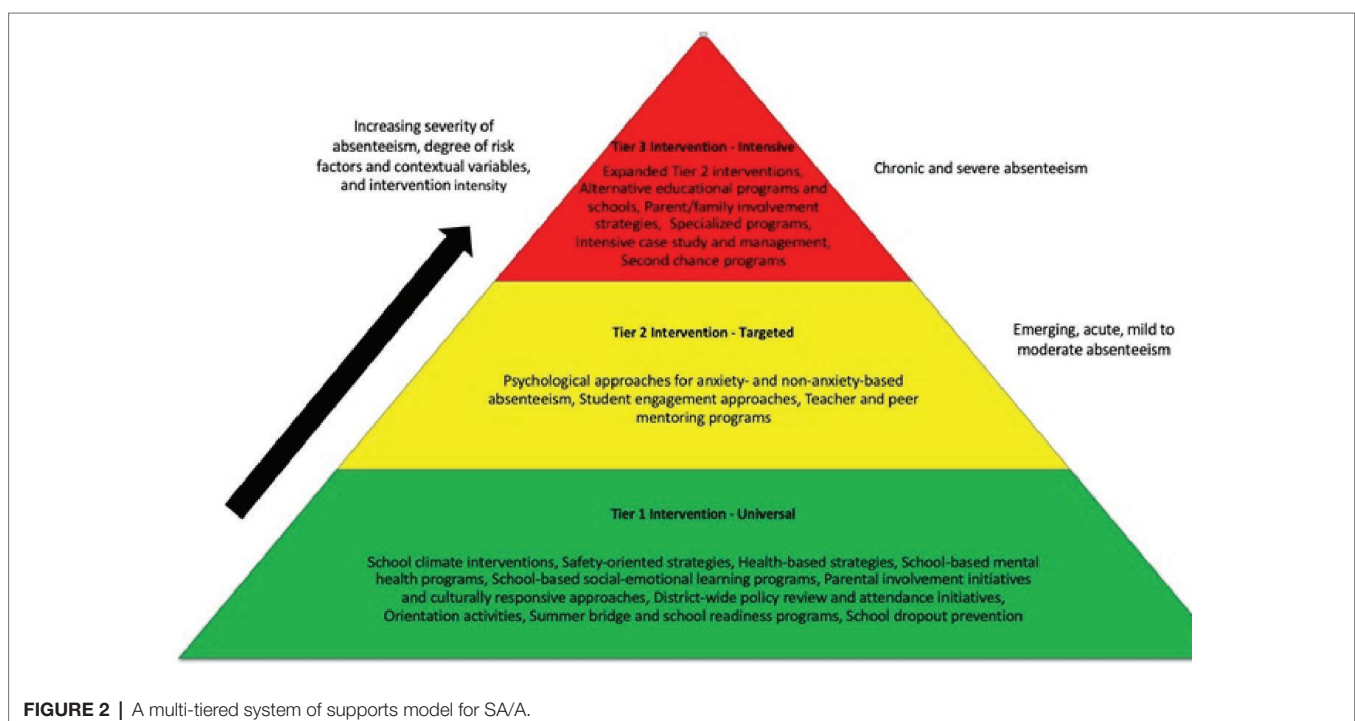 Increasing severity of
absenteeism, degree of risk
factors and contextual variables,
and intervention intensity
Tier 3 Intervention - Intensive
Expanded Tier 2 interventions,
Alternative educational programs and
schools, Parent/family involvement
strategies, Specialized programs,
Intensive case study and management,
Second chance programs
Chronic and severe absenteeism
Tier 2 Intervention - Targeted
Psychological approaches for anxiety- and non-anxiety-based
absenteeism, Student engagement approaches, Teacher and peer
mentoring programs
Emerging, acute, mild to
moderate absenteeism
Tier 1 Intervention - Universal
School climate interventions, Safety-oriented strategies, Health-based strategies, School-based mental
health programs, School-based social-emotional learning programs, Parental involvement initiatives
and culturally responsive approaches, District-wide policy review and attendance initiatives,
Orientation activities, Summer bridge and school readiness programs, School dropout prevention
FIGURE 2 | A multi-tiered system of supports model for SA/A.